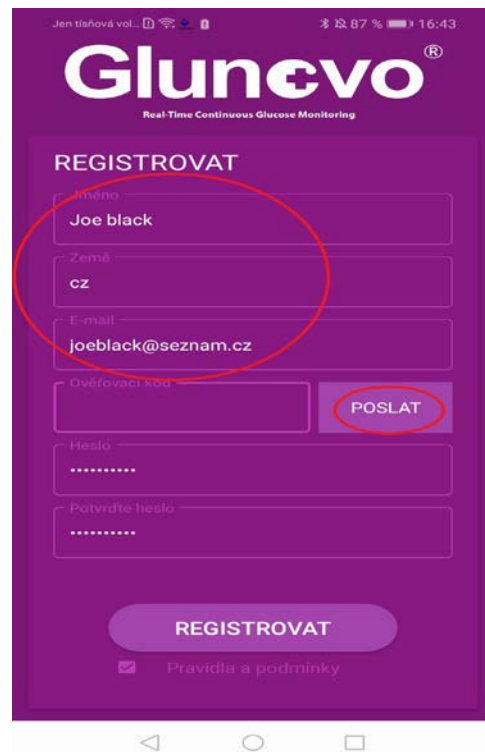 Jen tísňová vol... 87 % 16:43
Glunovo®
Real-Time Continuous Glucose Monitoring
REGISTROVAT
Jméno
Joe black
Země
cz
E-mail
joeblack@seznam.cz
Ověřovací kód
POSLAT
Heslo
••••••••••
Potvrďte heslo
••••••••••
REGISTROVAT
Pravidla a podmínky